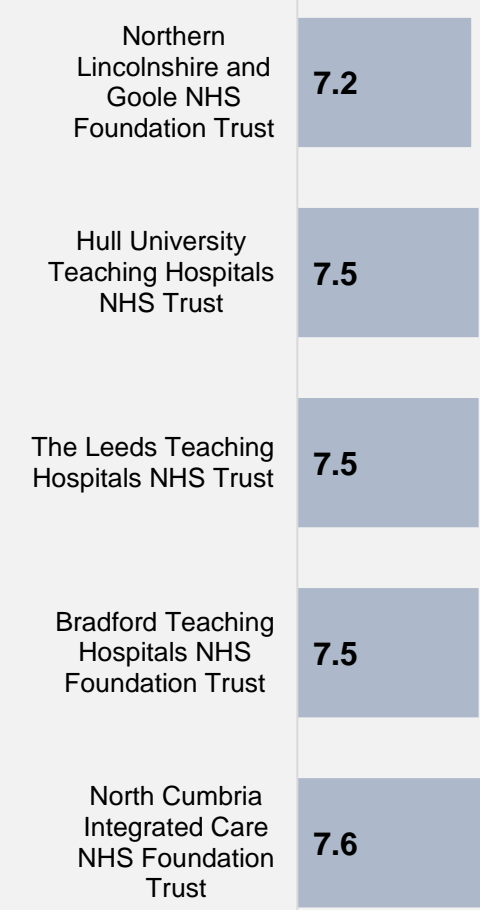 Northern
Lincolnshire and
Goole NHS
Foundation Trust
7.2
Hull University
Teaching Hospitals
NHS Trust
7.5
The Leeds Teaching
Hospitals NHS Trust
7.5
Bradford Teaching
Hospitals NHS
Foundation Trust
7.5
North Cumbria
Integrated Care
NHS Foundation
Trust
7.6